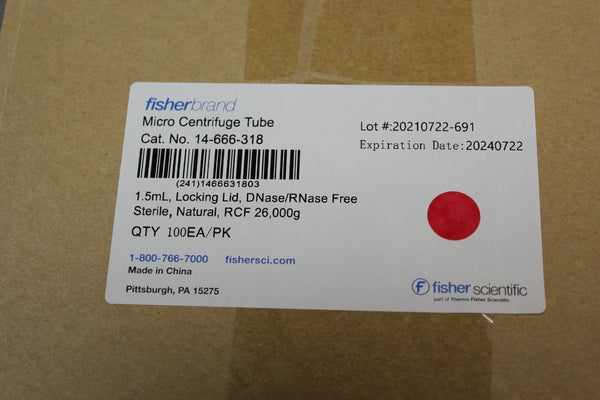 fisherbrand
Micro Centrifuge Tube
Cat. No. 14-666-318
Lot #:20210722-691
Expiration Date:20240722
(241)1466631803
1.5mL, Locking Lid, DNase/RNase Free
Sterile, Natural, RCF 26,000g
QTY 100EA/PK
1-800-766-7000 fishersci.com
Made in China
Pittsburgh, PA 15275
f fisher scientific
part of Thermo Fisher Scientific